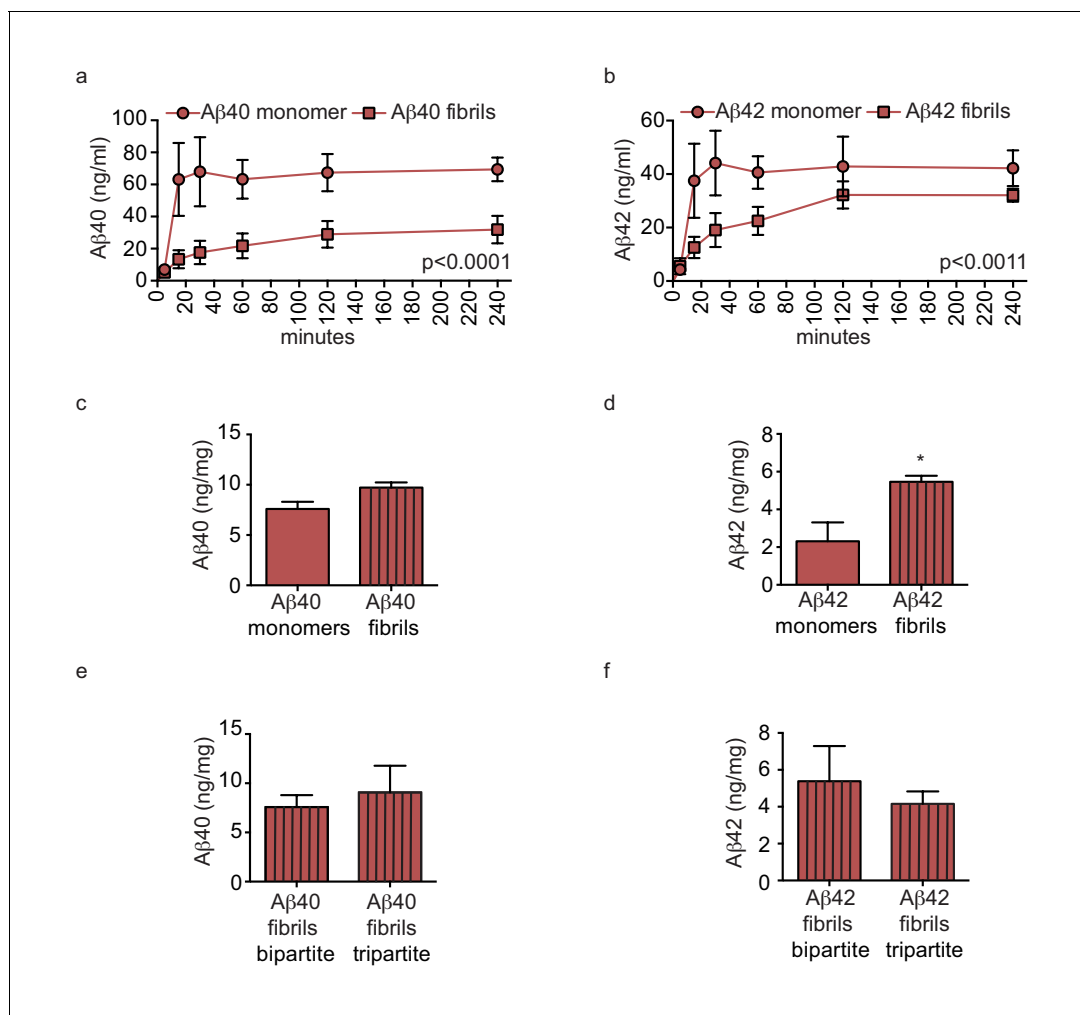 a
Aβ40 monomer Aβ40 fibrils
100
80
60
40
20
0
Aβ40 (ng/ml)
p<0.0001
0 20 40 60 80 100 120 140 160 180 200 220 240
minutes
b
Aβ42 monomer Aβ42 fibrils
60
40
20
0
Aβ42 (ng/ml)
p<0.0011
0 20 40 60 80 100 120 140 160 180 200 220 240
minutes
c
15
10
5
0
Aβ40 (ng/mg)
Aβ40 Aβ40
monomers fibrils
d
8
6
4
2
0
Aβ42 (ng/mg)
*
Aβ42 Aβ42
monomers fibrils
e
15
10
5
0
Aβ40 (ng/mg)
Aβ40 Aβ40
fibrils fibrils
bipartite tripartite
f
8
6
4
2
0
Aβ42 (ng/mg)
Aβ42 Aβ42
fibrils fibrils
bipartite tripartite